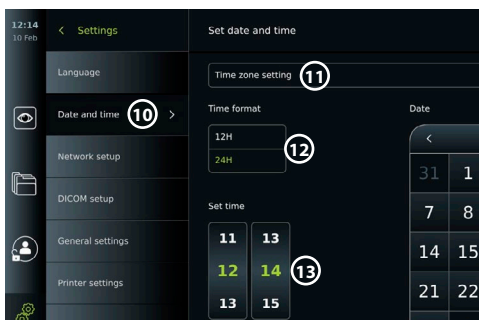 12:14
10 Feb
Settings
Language
Date and time 10
Network setup
DICOM setup
General settings
Printer settings
Set date and time
Time zone setting 11
Time format
12H
24H
12
Set time
11 13
12 14
13 15
13
Date
31 1
7 8
14 15
21 22